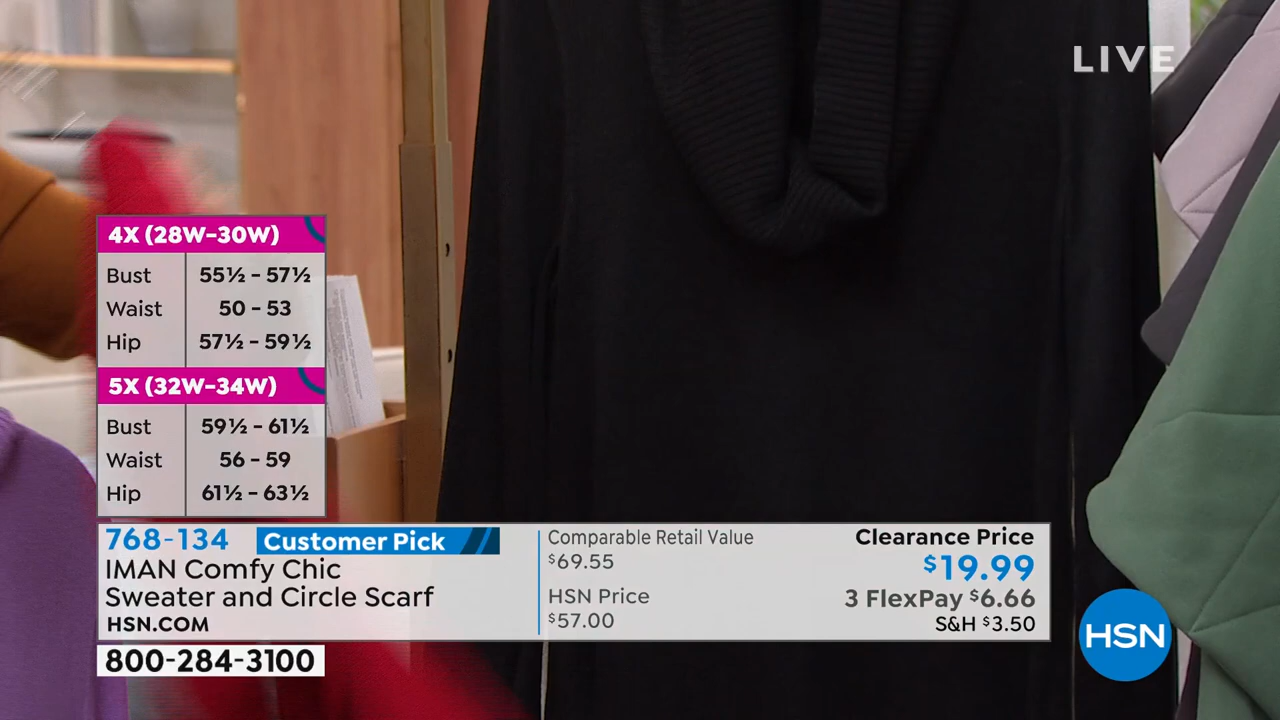 LIVE
4X (28W-30W)
Bust 55½ - 57½
Waist 50 - 53
Hip 57½ - 59½
5X (32W-34W)
Bust 59½ - 61½
Waist 56 - 59
Hip 61½ - 63½
768-134 Customer Pick
IMAN Comfy Chic
Sweater and Circle Scarf
HSN.COM
Comparable Retail Value
$69.55
HSN Price
$57.00
Clearance Price
$19.99
3 FlexPay $6.66
S&H $3.50
HSN
800-284-3100